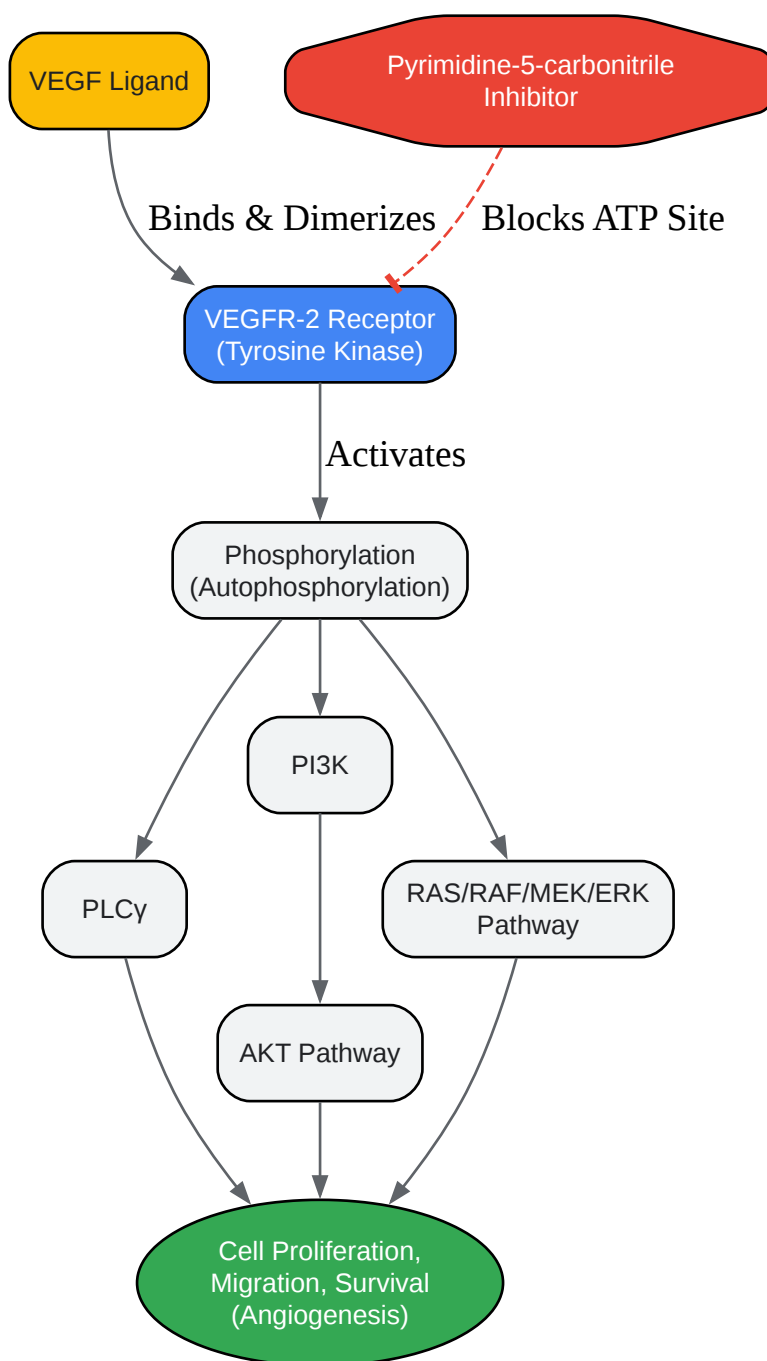 VEGF Ligand
Pyrimidine-5-carbonitrile
Inhibitor
Binds & Dimerizes
Blocks ATP Site
VEGFR-2 Receptor
(Tyrosine Kinase)
Activates
Phosphorylation
(Autophosphorylation)
PI3K
PLCγ
RAS/RAF/MEK/ERK
Pathway
AKT Pathway
Cell Proliferation,
Migration, Survival
(Angiogenesis)